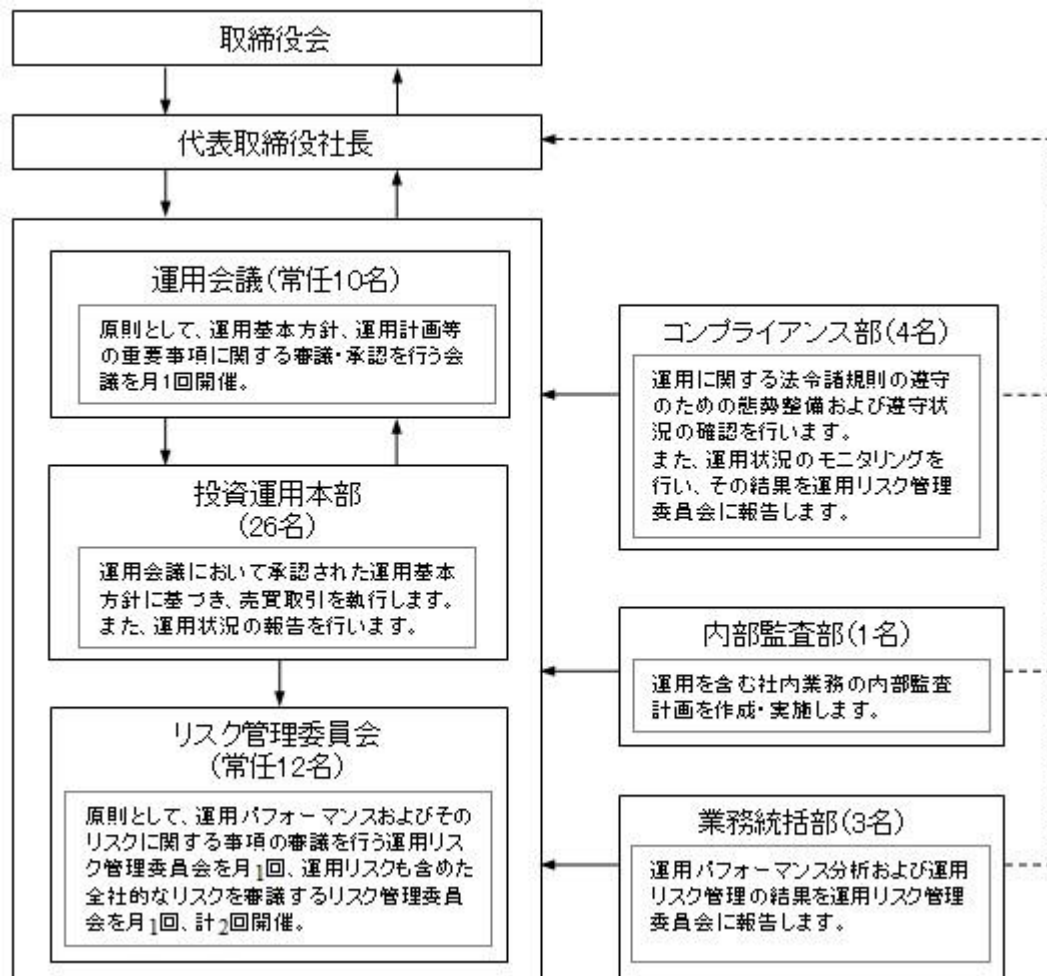 取締役会
代表取締役社長
運用会議(常任10名)
原則として、運用基本方針、運用計画等
の重要事項に関する審議・承認を行う会
議を月1回開催。
投資運用本部
(26名)
運用会議において承認された運用基本
方針に基づき、売買取引を執行します。
また、運用状況の報告を行います。
リスク管理委員会
(常任12名)
原則として、運用パフォーマンスおよびその
リスクに関する事項の審議を行う運用リス
ク管理委員会を月1回、運用リスクも含めた
全社的なリスクを審議するリスク管理委員
会を月1回、計2回開催。
コンプライアンス部(4名)
運用に関する法令諸規則の遵守
のための態勢整備および遵守状
況の確認を行います。
また、運用状況のモニタリングを
行い、その結果を運用リスク管理
委員会に報告します。
内部監査部(1名)
運用を含む社内業務の内部監査
計画を作成・実施します。
業務統括部(3名)
運用パフォーマンス分析および運用
リスク管理の結果を運用リスク管理
委員会に報告します。